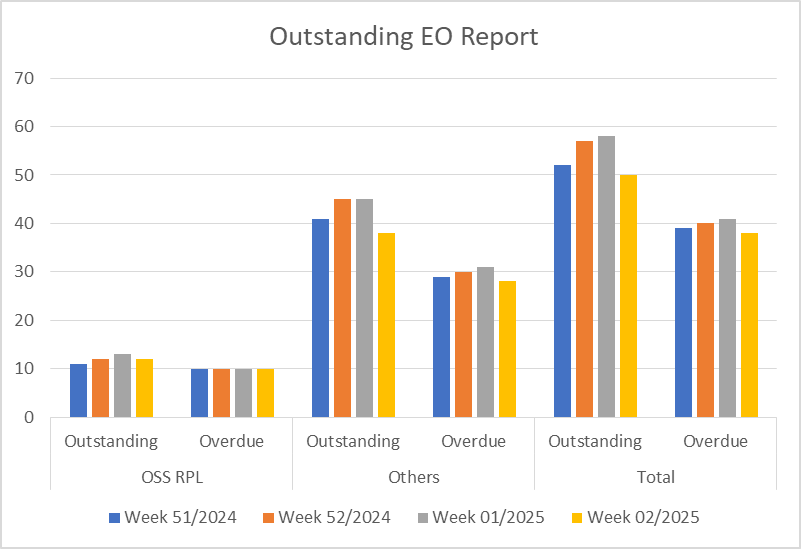 Outstanding EO Report
70
60
50
40
30
20
10
0
Outstanding Overdue Outstanding Overdue Outstanding Overdue
OSS RPL Others Total
Week 51/2024 Week 52/2024 Week 01/2025 Week 02/2025